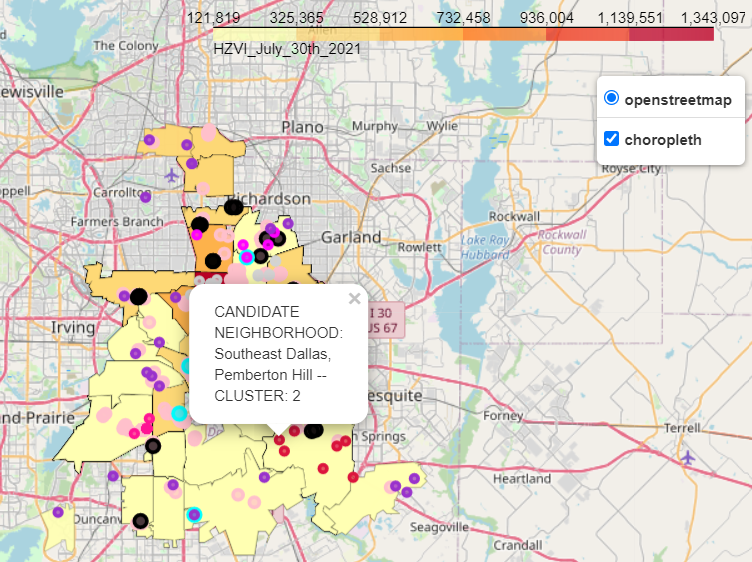 121,819 325,365 528,912 732,458 936,004 1,139,551 1,343,097
Allen
HZVI_July_30th_2021
The Colony
ewisville
openstreetmap
choropleth
Plano
Murphy
Wylie
Sachse
Royse City
ppell
Carrollton
ichardson
Farmers Branch
Garland
Rowlett
Rockwall
Lake Ray
Hubbard
Rockwall
County
I 30
US 67
Irving
CANDIDATE
NEIGHBORHOOD:
Southeast Dallas,
Pemberton Hill --
CLUSTER: 2
×
esquite
nd-Prairie
Forney
Terrell
h Springs
Heartland
Duncanv
Seagoville
Crandall